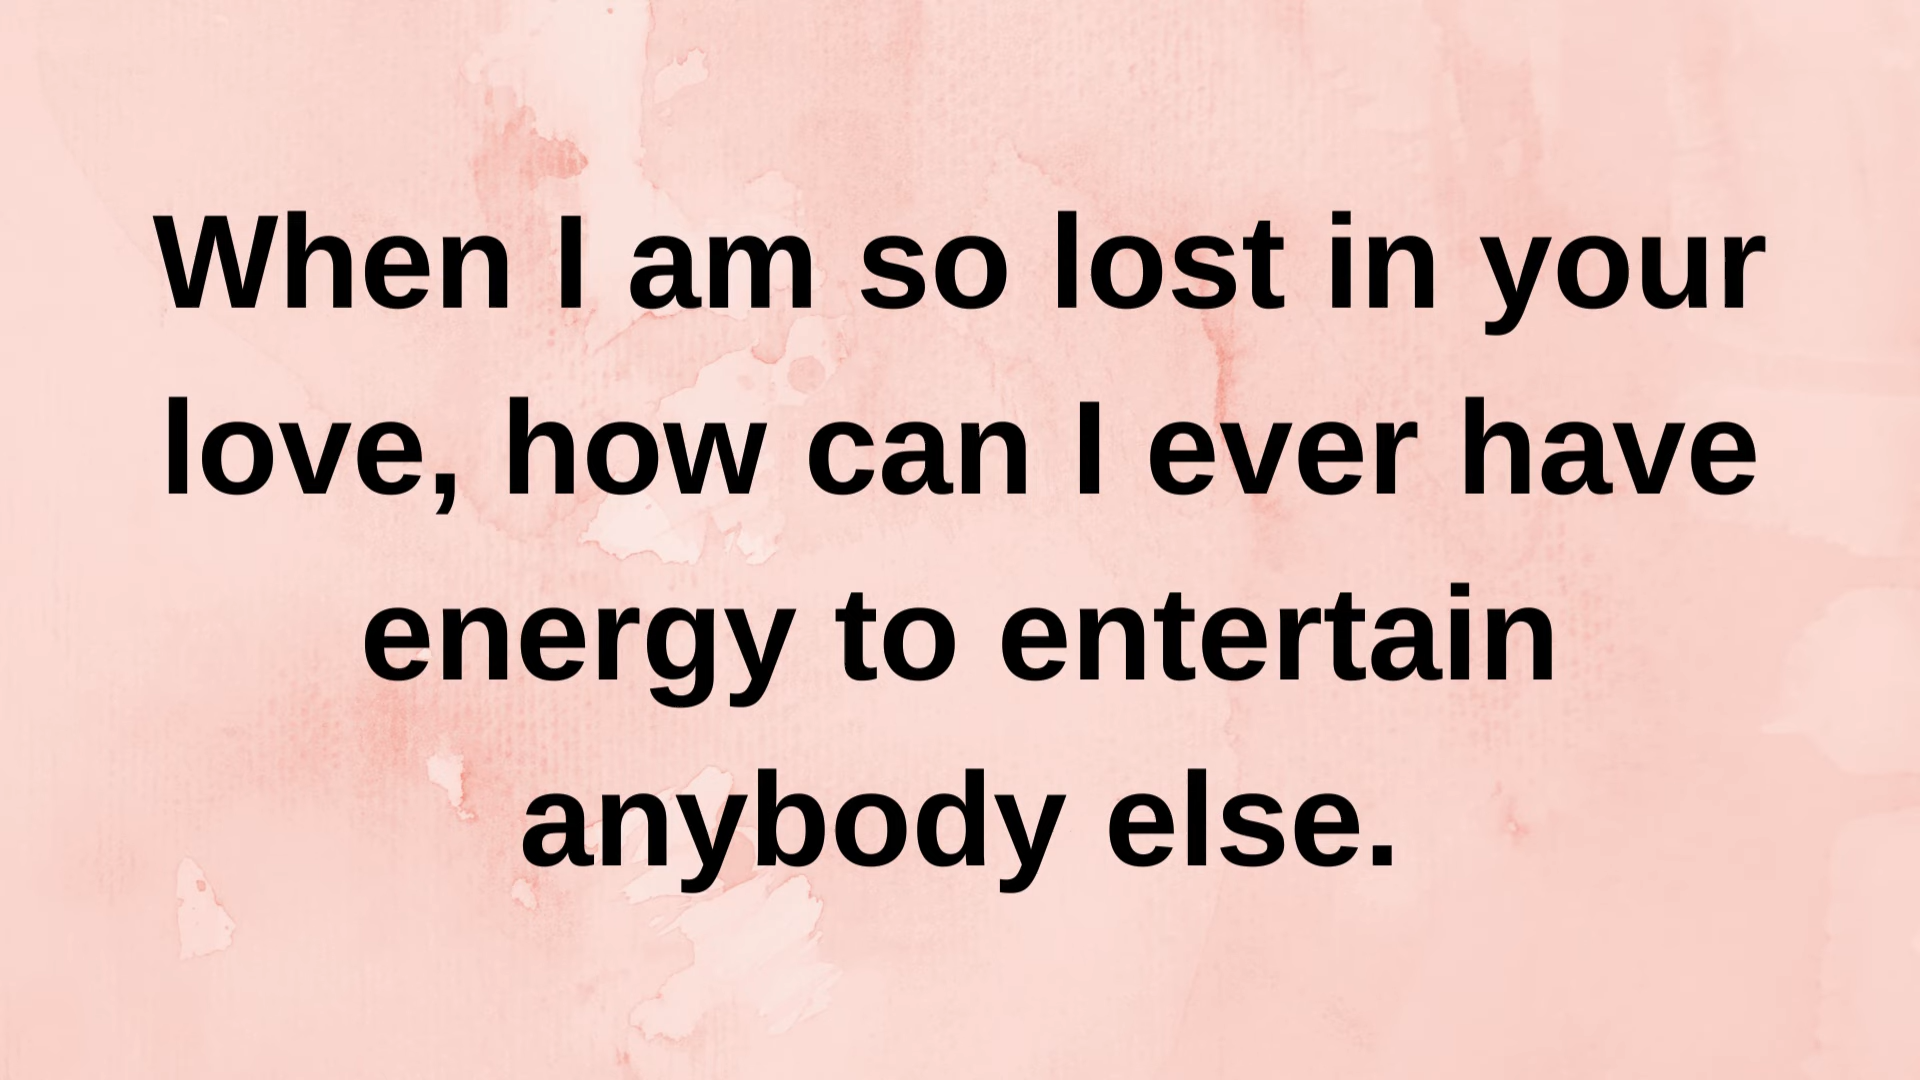 When I am so lost in your
love, how can I ever have
energy to entertain
anybody else.